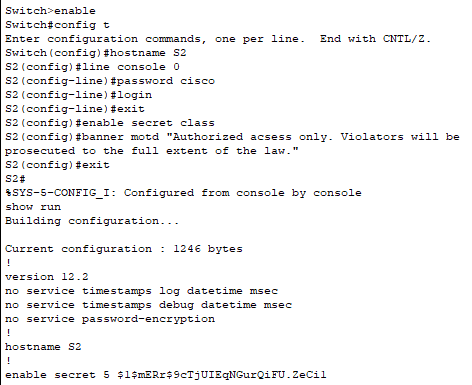 Switch>enable
Switch#config t
Enter configuration commands, one per line.  End with CNTL/Z.
Switch(config)#hostname S2
S2(config)#line console 0
S2(config-line)#password cisco
S2(config-line)#login
S2(config-line)#exit
S2(config)#enable secret class
S2(config)#banner motd "Authorized acsess only. Violators will be
prosecuted to the full extent of the law."
S2(config)#exit
S2#
%SYS-5-CONFIG_I: Configured from console by console
show run
Building configuration...
Current configuration : 1246 bytes
!
version 12.2
no service timestamps log datetime msec
no service timestamps debug datetime msec
no service password-encryption
!
hostname S2
!
enable secret 5 $1$mERr$9cTjUIEqNGurQiFU.ZeCi1